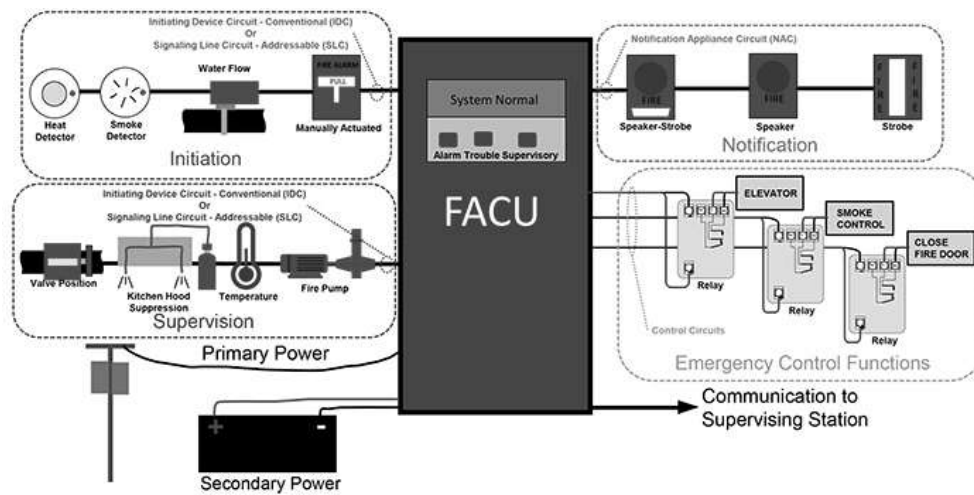 Initiating Device Circuit - Conventional (IDC)
Or
Signaling Line Circuit - Addressable (SLC)
Water Flow
FIRE ALARM
PULL
Heat
Detector
Smoke
Detector
Manually Actuated
Initiation
Initiating Device Circuit - Conventional (IDC)
Or
Signaling Line Circuit - Addressable (SLC)
Valve Position
Kitchen Hood
Suppression
Temperature
Fire Pump
Supervision
Primary Power
+
-
Secondary Power
System Normal
Alarm Trouble Supervisory
FACU
Notification Appliance Circuit (NAC)
FIRE
Speaker-Strobe
FIRE
Speaker
FIRE
FIRE
Strobe
Notification
ELEVATOR
SMOKE
CONTROL
CLOSE
FIRE DOOR
Relay
Relay
Relay
Control Circuits
Emergency Control Functions
Communication to
Supervising Station